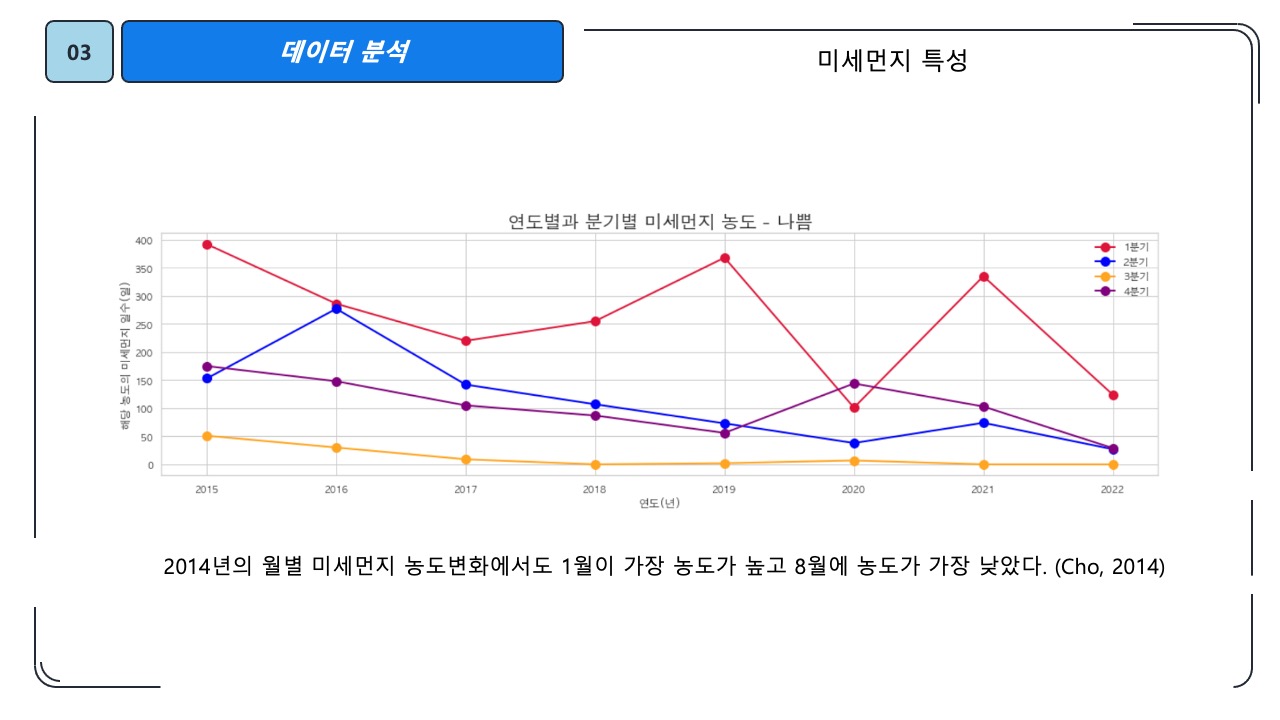 03
데이터 분석
미세먼지 특성
연도별과 분기별 미세먼지 농도 - 나쁨
해당 농도의 미세먼지 일수(일)
400
350
300
250
200
150
100
50
0
1분기
2분기
3분기
4분기
2015 2016 2017 2018 2019 2020 2021 2022
연도(년)
2014년의 월별 미세먼지 농도변화에서도 1월이 가장 농도가 높고 8월에 농도가 가장 낮았다. (Cho, 2014)